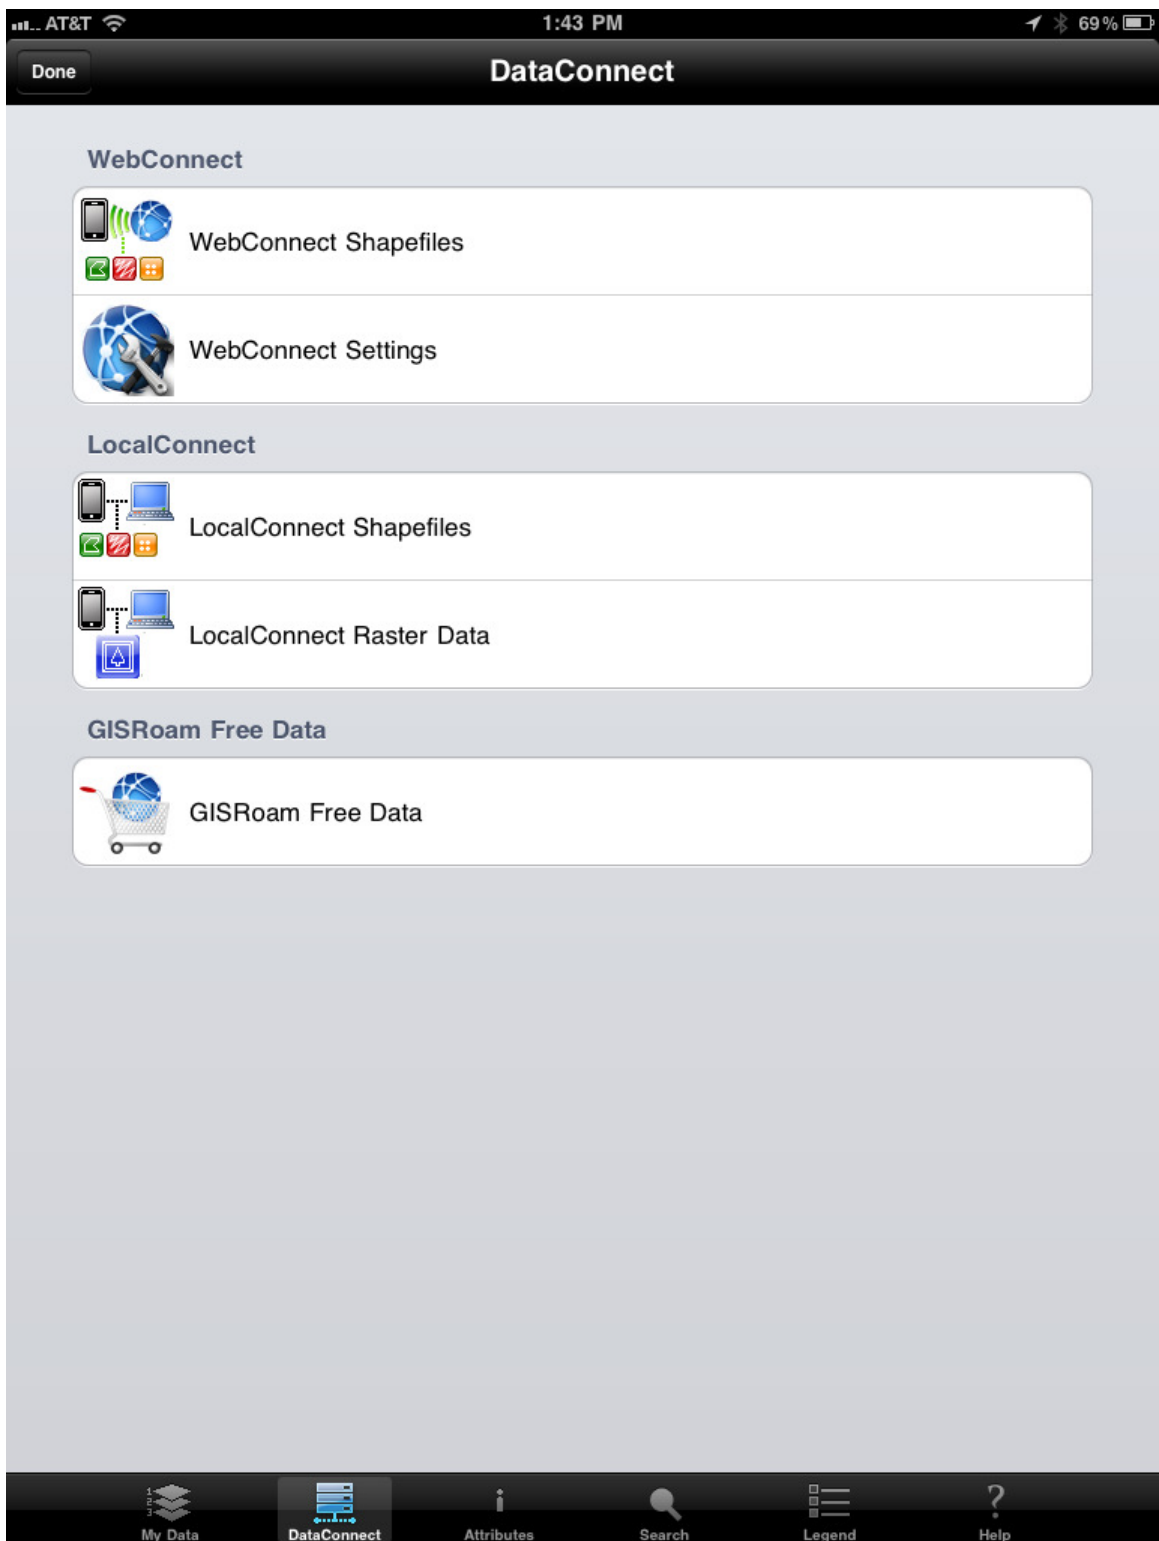 AT&T 1:43 PM 69%
Done DataConnect
WebConnect
WebConnect Shapefiles
WebConnect Settings
LocalConnect
LocalConnect Shapefiles
LocalConnect Raster Data
GISRoam Free Data
GISRoam Free Data
My Data DataConnect Attributes Search Legend Help